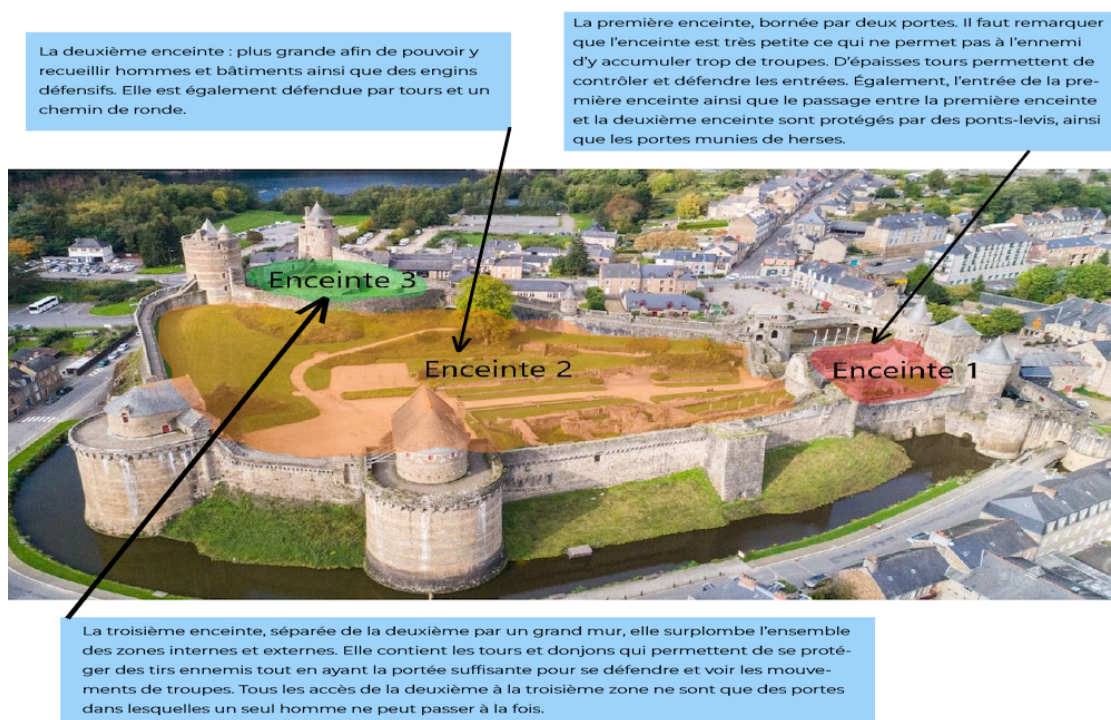 La deuxième enceinte : plus grande afin de pouvoir y
recueillir hommes et bâtiments ainsi que des engins
défensifs. Elle est également défendue par tours et un
chemin de ronde.
La première enceinte, bornée par deux portes. Il faut remarquer
que l'enceinte est très petite ce qui ne permet pas à l'ennemi
d'y accumuler trop de troupes. D'épaisses tours permettent de
contrôler et défendre les entrées. Également, l'entrée de la pre-
mière enceinte ainsi que le passage entre la première enceinte
et la deuxième enceinte sont protégés par des ponts-levis, ainsi
que les portes munies de herses.
Enceinte 3
Enceinte 2
Enceinte 1
La troisième enceinte, séparée de la deuxième par un grand mur, elle surplombe l'ensemble
des zones internes et externes. Elle contient les tours et donjons qui permettent de se proté-
ger des tirs ennemis tout en ayant la portée suffisante pour se défendre et voir les mouve-
ments de troupes. Tous les accès de la deuxième à la troisième zone ne sont que des portes
dans lesquelles un seul homme ne peut passer à la fois.